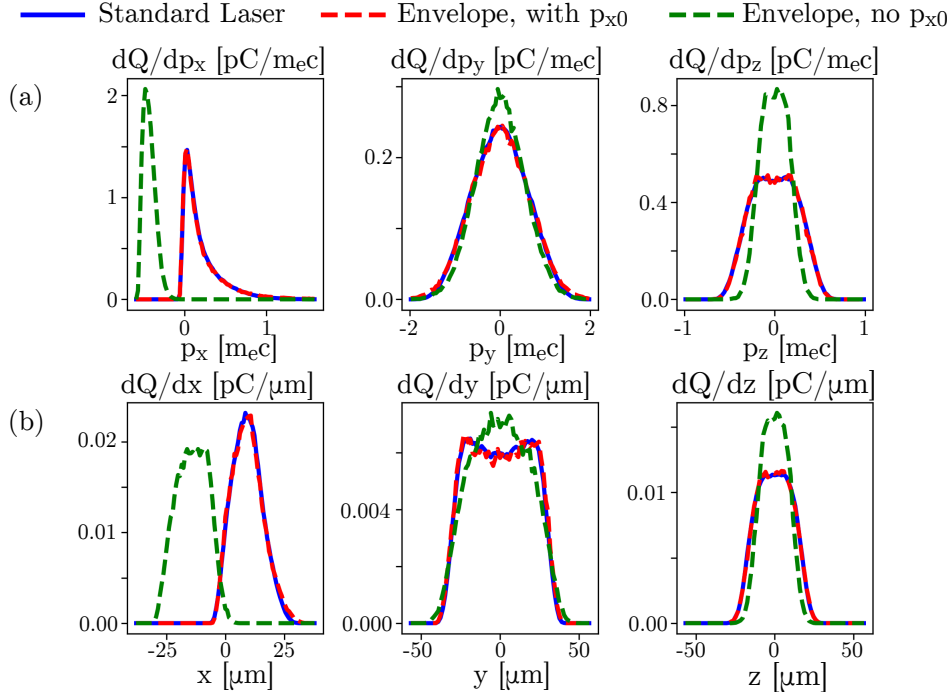 Standard Laser Envelope, with pₓ₀ Envelope, no pₓ₀
(a)
dQ/dpₓ [pC/mₑc] dQ/dp_y [pC/mₑc] dQ/dp_z [pC/mₑc]
2
1
0
0 1
pₓ [mₑc]
0.2
0.0
-2 0 2
p_y [mₑc]
0.8
0.4
0.0
-1 0 1
p_z [mₑc]
(b)
dQ/dx [pC/μm] dQ/dy [pC/μm] dQ/dz [pC/μm]
0.02
0.01
0.00
-25 0 25
x [μm]
0.004
0.000
-50 0 50
y [μm]
0.01
0.00
-50 0 50
z [μm]